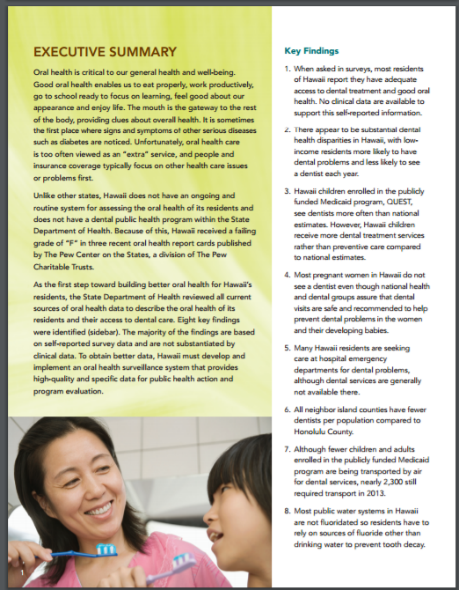 EXECUTIVE SUMMARY
Oral health is critical to our general health and well-being.
Good oral health enables us to eat properly, work productively,
go to school ready to focus on learning, feel good about our
appearance and enjoy life. The mouth is the gateway to the rest
of the body, providing clues about overall health. It is sometimes
the first place where signs and symptoms of other serious diseases
such as diabetes are noticed. Unfortunately, oral health care
is too often viewed as an "extra" service, and people and
insurance coverage typically focus on other health care issues
or problems first.
Unlike other states, Hawaii does not have an ongoing and
routine system for assessing the oral health of its residents and
does not have a dental public health program within the State
Department of Health. Because of this, Hawaii received a failing
grade of "F" in three recent oral health report cards published
by The Pew Center on the States, a division of The Pew
Charitable Trusts.
As the first step toward building better oral health for Hawaii's
residents, the State Department of Health reviewed all current
sources of oral health data to describe the oral health of its
residents and their access to dental care. Eight key findings
were identified (sidebar). The majority of the findings are based
on self-reported survey data and are not substantiated by
clinical data. To obtain better data, Hawaii must develop and
implement an oral health surveillance system that provides
high-quality and specific data for public health action and
program evaluation.
1
Key Findings
1. When asked in surveys, most residents
of Hawaii report they have adequate
access to dental treatment and good oral
health. No clinical data are available to
support this self-reported information.
2. There appear to be substantial dental
health disparities in Hawaii, with low-
income residents more likely to have
dental problems and less likely to see
a dentist each year.
3. Hawaii children enrolled in the publicly
funded Medicaid program, QUEST,
see dentists more often than national
estimates. However, Hawaii children
receive more dental treatment services
rather than preventive care compared
to national estimates.
4. Most pregnant women in Hawaii do not
see a dentist even though national health
and dental groups assure that dental
visits are safe and recommended to help
prevent dental problems in the women
and their developing babies.
5. Many Hawaii residents are seeking
care at hospital emergency
departments for dental problems,
although dental services are generally
not available there.
6. All neighbor island counties have fewer
dentists per population compared to
Honolulu County.
7. Although fewer children and adults
enrolled in the publicly funded Medicaid
program are being transported by air
for dental services, nearly 2,300 still
required transport in 2013.
8. Most public water systems in Hawaii
are not fluoridated so residents have to
rely on sources of fluoride other than
drinking water to prevent tooth decay.